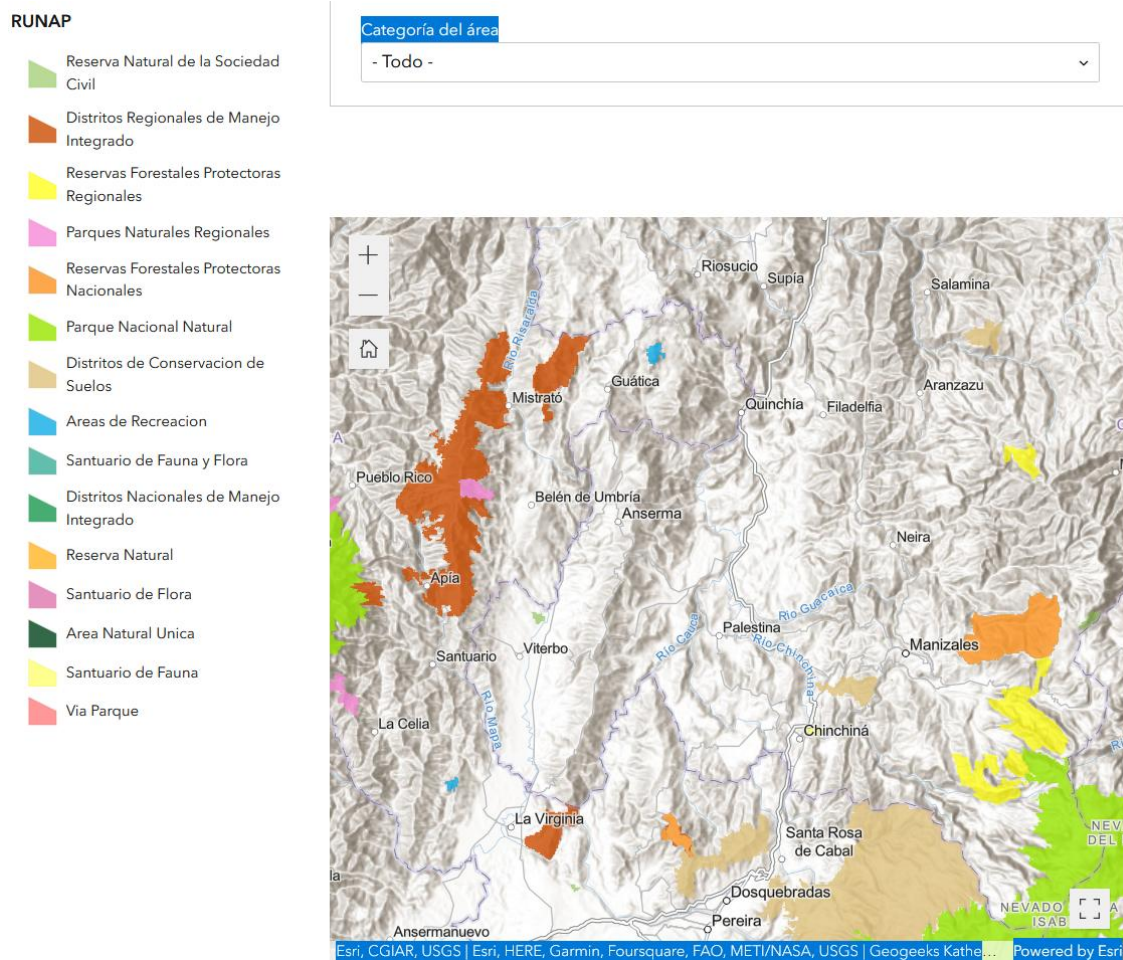 RUNAP
Reserva Natural de la Sociedad
Civil
Distritos Regionales de Manejo
Integrado
Reservas Forestales Protectoras
Regionales
Parques Naturales Regionales
Reservas Forestales Protectoras
Nacionales
Parque Nacional Natural
Distritos de Conservacion de
Suelos
Areas de Recreacion
Santuario de Fauna y Flora
Distritos Nacionales de Manejo
Integrado
Reserva Natural
Santuario de Flora
Area Natural Unica
Santuario de Fauna
Via Parque
Categoría del área
- Todo -
+
−
Riosucio
Supía
Salamina
Río Risaralda
Guática
Mistrató
Aranzazu
Quinchía
Filadelfia
A
Pueblo Rico
Belén de Umbría
Anserma
Neira
Apía
Río Guacaica
Palestina
Río Cauca
Río Chinchina
Manizales
Santuario
Viterbo
Río Mapa
La Celia
Chinchiná
La Virginia
Santa Rosa
de Cabal
NEV
DEL
la
Dosquebradas
NEVADO
ISAB
Pereira
Ansermanuevo
Esri, CGIAR, USGS | Esri, HERE, Garmin, Foursquare, FAO, METI/NASA, USGS | Geogeeks Kathe...
Powered by Esri